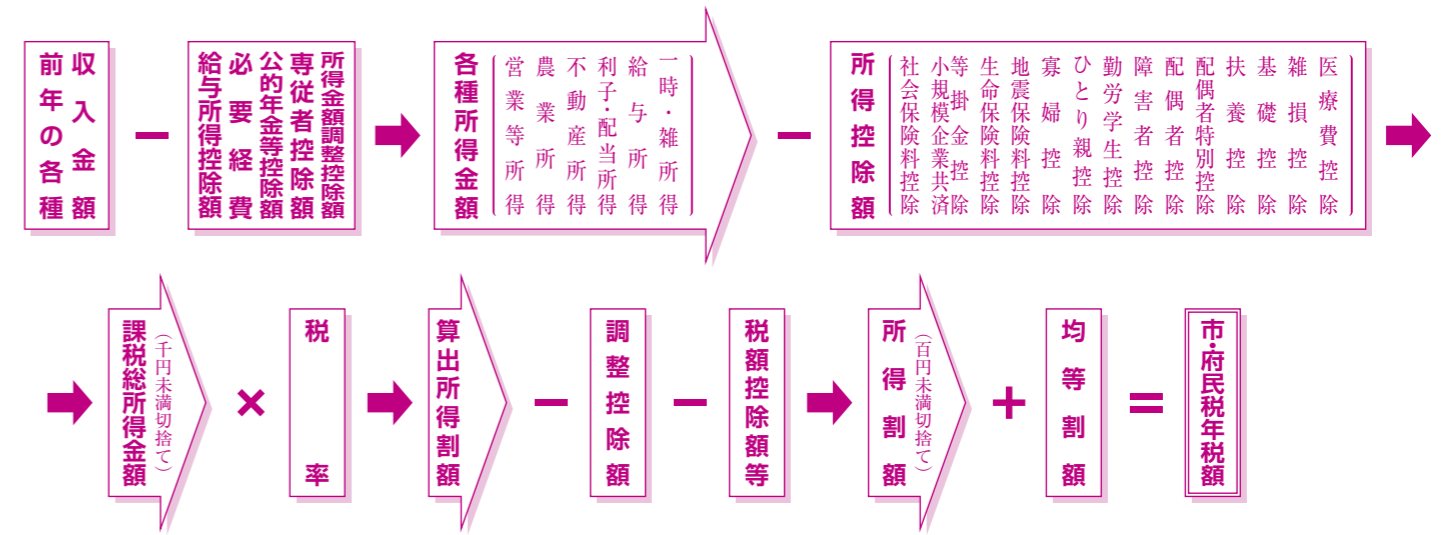 前年の各種
収入金額
−
給与所得控除額
必要経費
公的年金等控除額
専従者控除額
所得金額調整控除額
各種所得金額
営業等所得
農業所得
不動産所得
利子・配当所得
給与所得
一時・雑所得
−
所得控除額
社会保険料控除
小規模企業共済
等掛金控除
生命保険料控除
地震保険料控除
寡婦控除
ひとり親控除
勤労学生控除
障害者控除
配偶者控除
配偶者特別控除
扶養控除
基礎控除
雑損控除
医療費控除
課税総所得金額
（千円未満切捨て）
×
税率
算出所得割額
−
調整控除額
−
税額控除額等
所得割額
（百円未満切捨て）
＋
均等割額
＝
市・府民税年税額